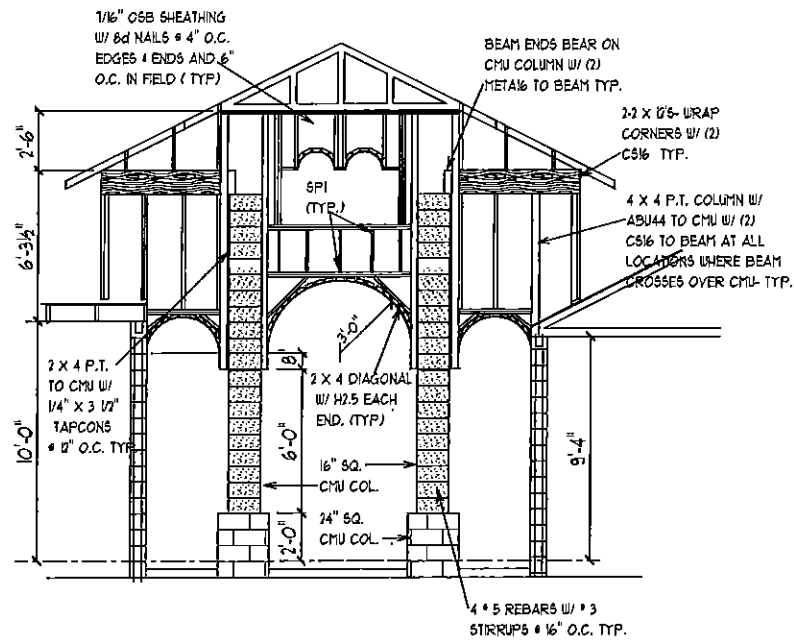 7/16" OSB SHEATHING
W/ 8d NAILS @ 4" O.C.
EDGES & ENDS AND 6"
O.C. IN FIELD ( TYP)
BEAM ENDS BEAR ON
CMU COLUMN W/ (2)
META16 TO BEAM TYP.
2-2 X 12'S- WRAP
CORNERS W/ (2)
CS16 TYP.
2'-6"
SP1
(TYP.)
4 X 4 P.T. COLUMN W/
ABU44 TO CMU W/ (2)
CS16 TO BEAM AT ALL
LOCATIONS WHERE BEAM
CROSSES OVER CMU- TYP.
6'-3½"
3'-0"
8"
2 X 4 P.T.
TO CMU W/
1/4" X 3 1/2"
TAPCONS
@ 12" O.C. TYP.
2 X 4 DIAGONAL
W/ H2.5 EACH
END. (TYP)
10'-0"
6'-0"
9'-4"
16" SQ.
CMU COL.
24" SQ.
CMU COL.
2'-0"
4 # 5 REBARS W/ # 3
STIRRUPS @ 16" O.C. TYP.